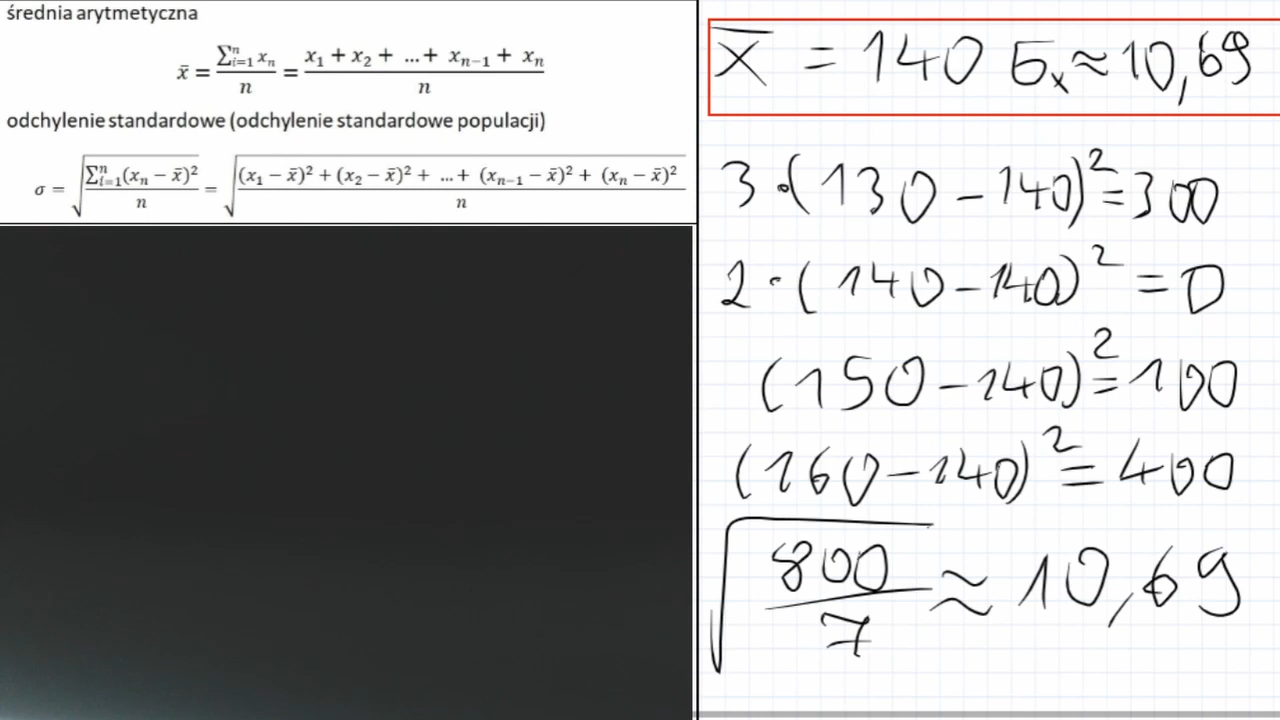 średnia arytmetyczna
x̄ = ∑ⁿᵢ₌₁ xₙ / n = x₁ + x₂ + ...+ xₙ₋₁ + xₙ / n
odchylenie standardowe (odchylenie standardowe populacji)
σ = √(∑ⁿᵢ₌₁(xₙ − x̄)² / n) = √((x₁ − x̄)² + (x₂ − x̄)² + ...+ (xₙ₋₁ − x̄)² + (xₙ − x̄)² / n)
x̄ = 140 σₓ ≈ 10,69
3·(130 − 140)² = 300
2·(140 − 140)² = 0
(150 − 140)² = 100
(160 − 140)² = 400
√(800/7) ≈ 10,69